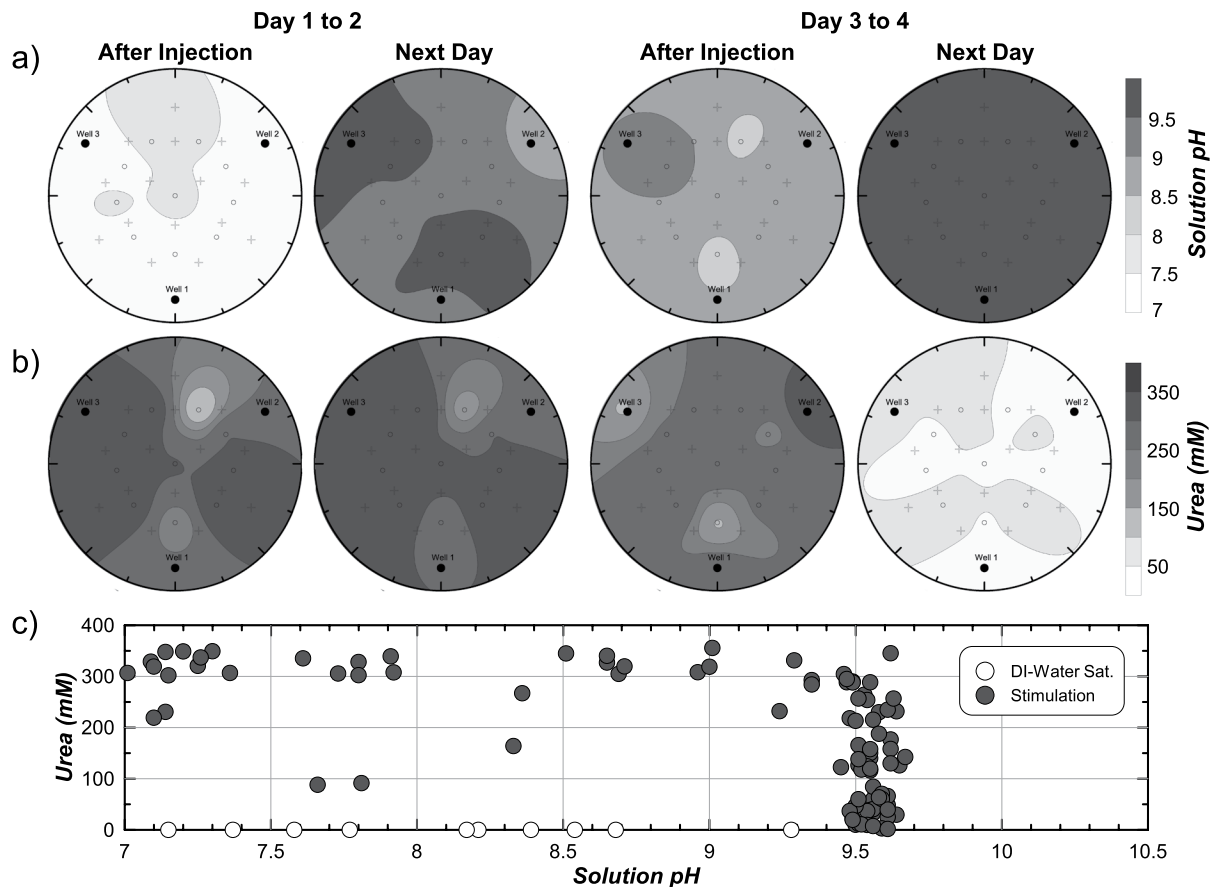 Day 1 to 2
Day 3 to 4
After Injection
Next Day
After Injection
Next Day
a)
Well 3
Well 2
Well 1
Well 3
Well 2
Well 1
Well 3
Well 2
Well 1
Well 3
Well 2
Well 1
9.5
9
8.5
8
7.5
7
Solution pH
b)
Well 3
Well 2
Well 1
Well 3
Well 2
Well 1
Well 3
Well 2
Well 1
Well 3
Well 2
Well 1
350
250
150
50
Urea (mM)
c)
400
300
200
100
0
Urea (mM)
DI-Water Sat.
Stimulation
7
7.5
8
8.5
9
9.5
10
10.5
Solution pH